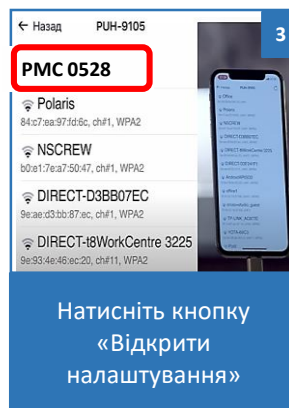 ← Назад PUH-9105
3
PMC 0528
Polaris
84:c7:ea:97:fd:6c, ch#1, WPA2
NSCREW
b0:e1:7e:a7:50:47, ch#1, WPA2
DIRECT-D3BB07EC
9e:ae:d3:bb:87:ec, ch#1, WPA2
DIRECT-t8WorkCentre 3225
9e:93:4e:46:ec:20, ch#11, WPA2
Натисніть кнопку
«Відкрити
налаштування»